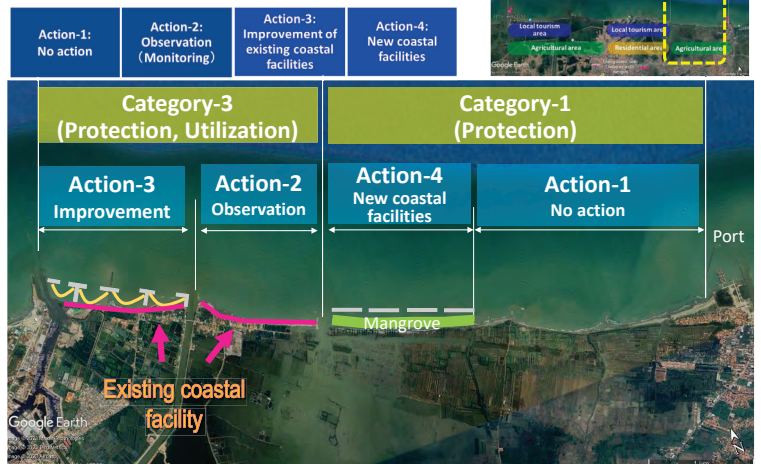 Action-1:
No action
Action-2:
Observation
(Monitoring)
Action-3:
Improvement of
existing coastal
facilities
Action-4:
New coastal
facilities
Local tourism
area
Local tourism area
Agricultural area
Residential area
Agricultural area
Google Earth
Category-3
(Protection, Utilization)
Category-1
(Protection)
Action-3
Improvement
Action-2
Observation
Action-4
New coastal
facilities
Action-1
No action
Port
Mangrove
Existing coastal
facility
Google Earth